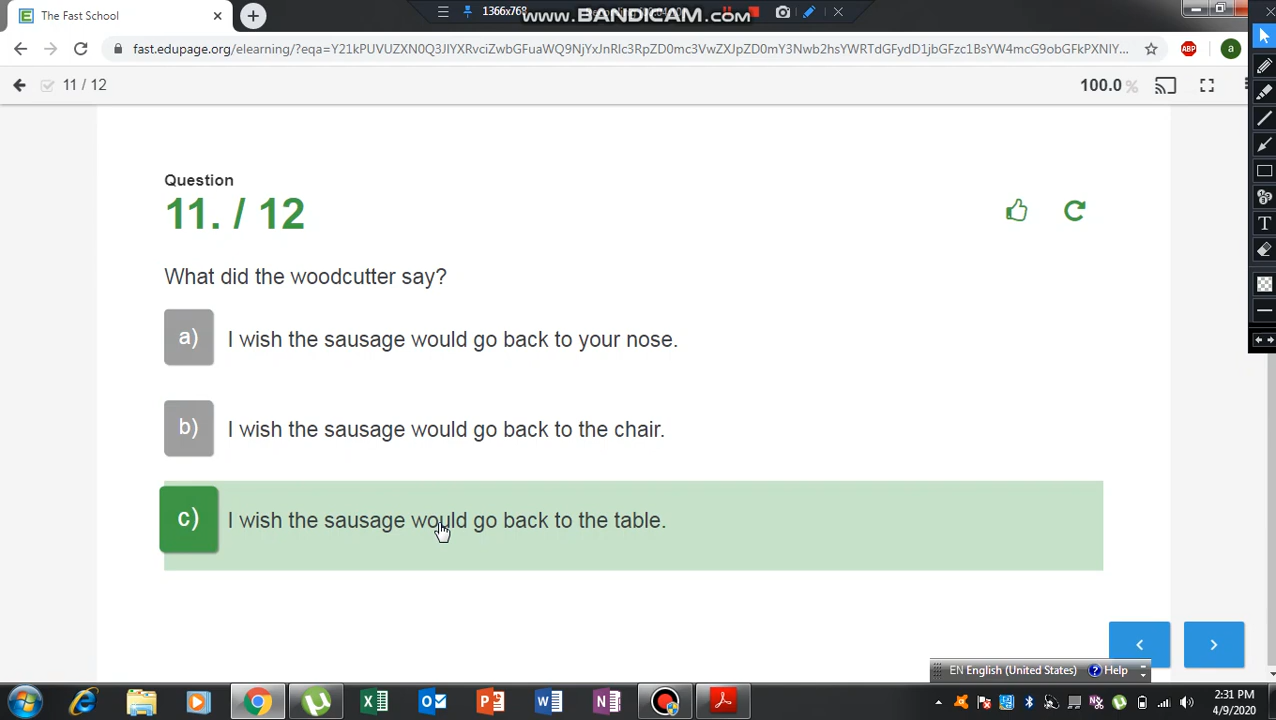 The Fast School
1366x768
www.BANDICAM.com
fast.edupage.org/elearning/?eqa=
ABP
a
11 / 12
100.0 %
Question
11. / 12
What did the woodcutter say?
a) I wish the sausage would go back to your nose.
b) I wish the sausage would go back to the chair.
c) I wish the sausage would go back to the table.
EN English (United States) Help
2:31 PM
4/9/2020